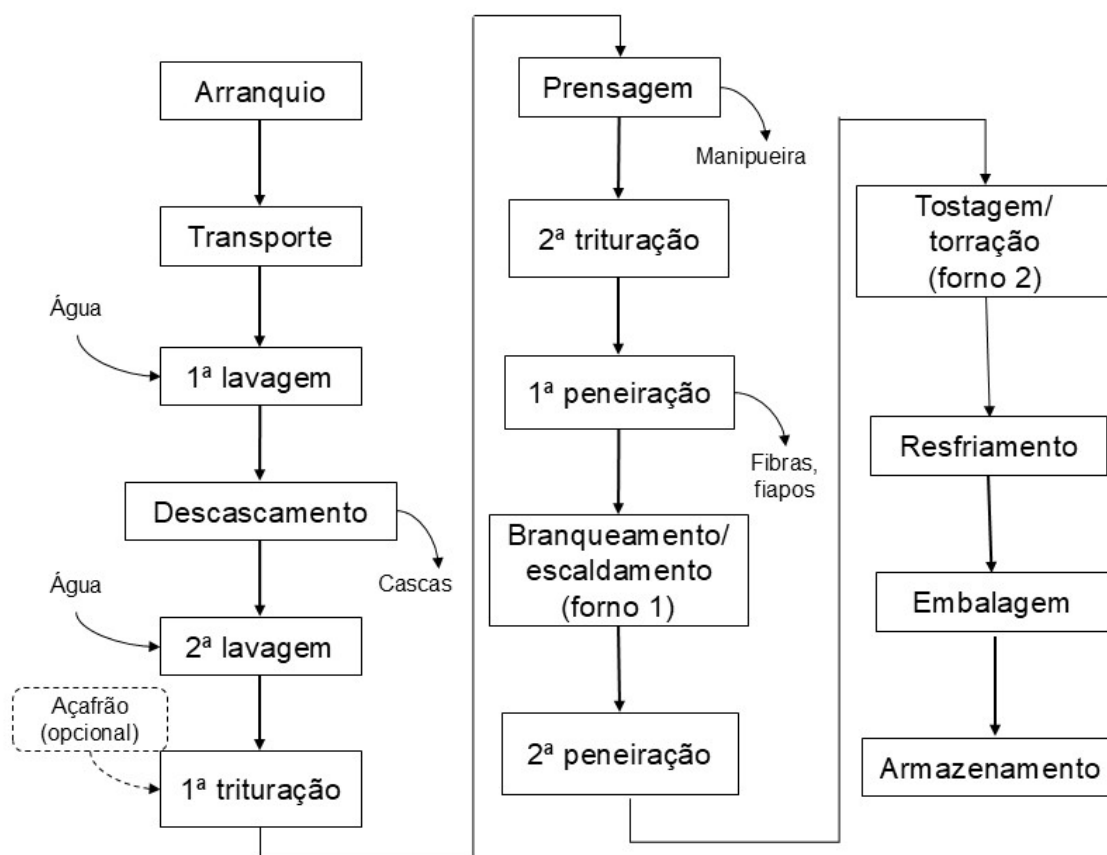 Arranquio
Transporte
Água
1ª lavagem
Descascamento
Cascas
Água
2ª lavagem
Açafrão
(opcional)
1ª trituração
Prensagem
Manipueira
2ª trituração
1ª peneiração
Fibras,
fiapos
Branqueamento/
escaldamento
(forno 1)
2ª peneiração
Tostagem/
torração
(forno 2)
Resfriamento
Embalagem
Armazenamento